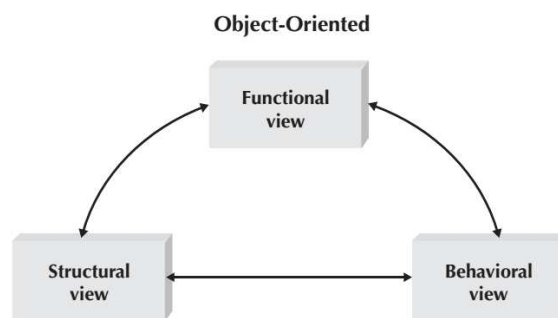 Object-Oriented
Functional
view
Structural
view
Behavioral
view